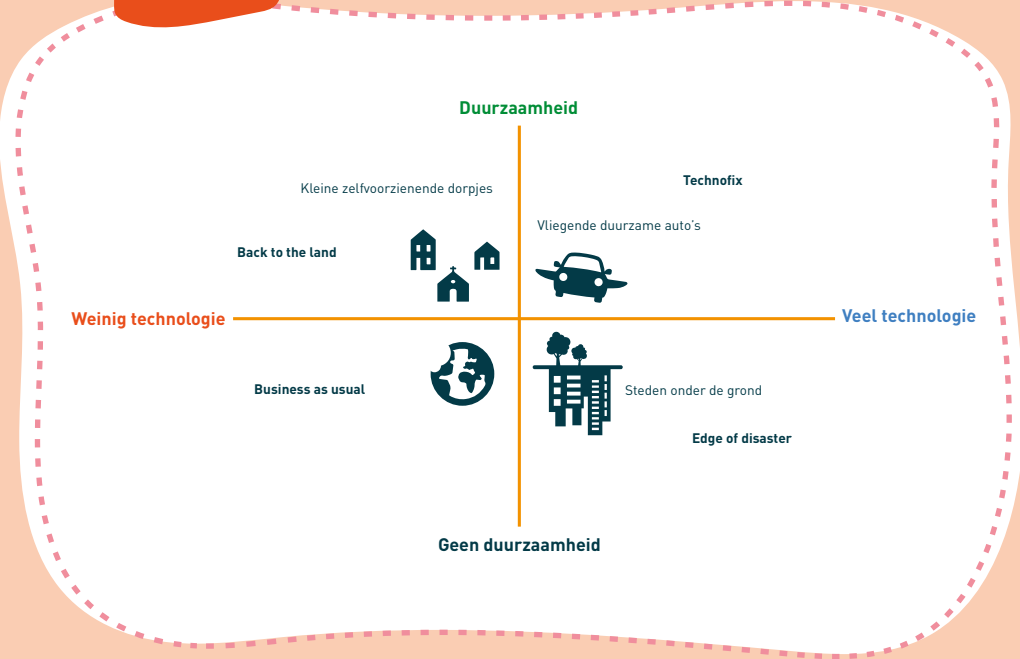 Duurzaamheid
Kleine zelfvoorzienende dorpjes
Technofix
Vliegende duurzame auto's
Back to the land
Weinig technologie
Veel technologie
Business as usual
Steden onder de grond
Edge of disaster
Geen duurzaamheid